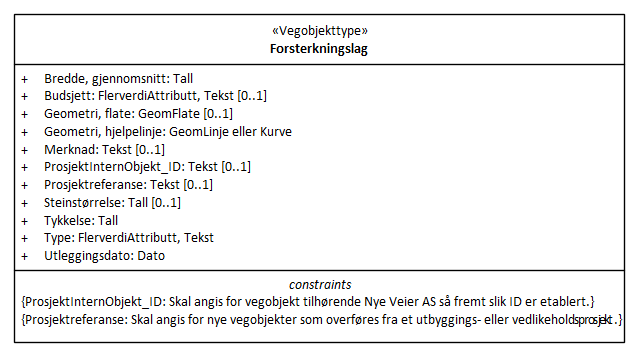 «Vegobjekttype»
Forsterkningslag
+ Bredde, gjennomsnitt: Tall
+ Budsjett: FlerverdiAttributt, Tekst [0..1]
+ Geometri, flate: GeomFlate [0..1]
+ Geometri, hjelpelinje: GeomLinje eller Kurve
+ Merknad: Tekst [0..1]
+ ProsjektInternObjekt_ID: Tekst [0..1]
+ Prosjektreferanse: Tekst [0..1]
+ Steinstørrelse: Tall [0..1]
+ Tykkelse: Tall
+ Type: FlerverdiAttributt, Tekst
+ Utleggingsdato: Dato
constraints
{ProsjektInternObjekt_ID: Skal angis for vegobjekt tilhørende Nye Veier AS så fremt slik ID er etablert.}
{Prosjektreferanse: Skal angis for nye vegobjekter som overføres fra et utbyggings- eller vedlikeholdsprosjekt.}